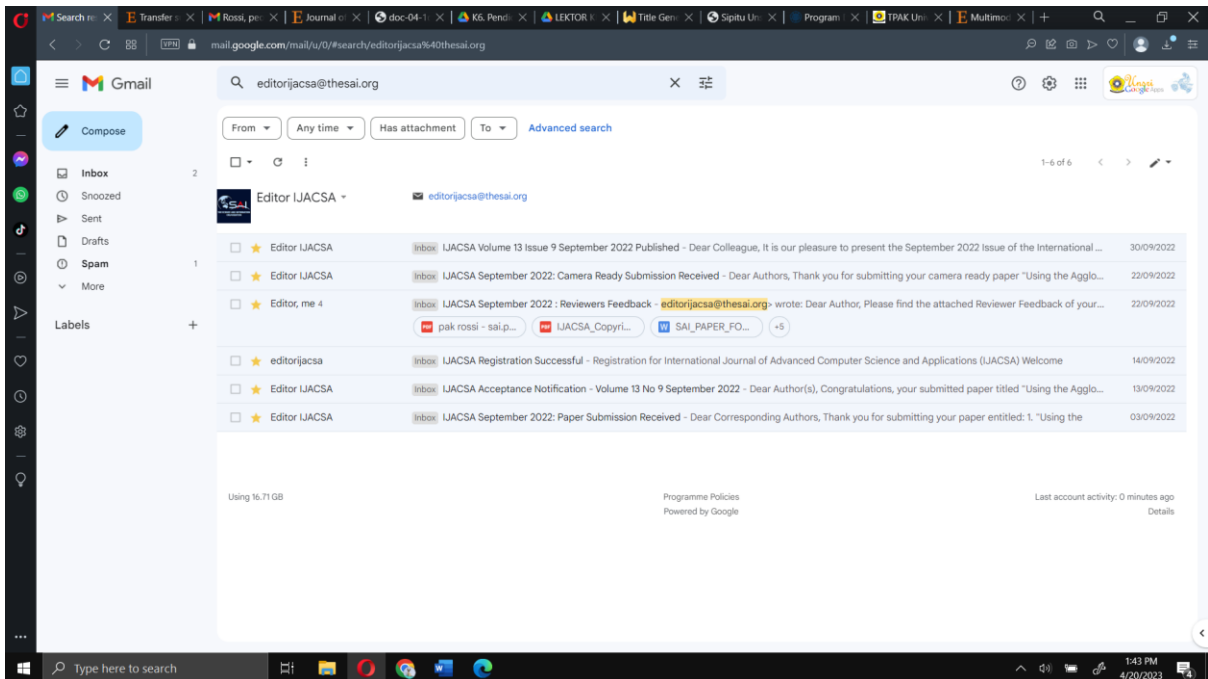 Search re
Transfer s
Rossi, pec
Journal of
doc-04-1
K6. Pendi
LEKTOR K
Title Gene
Sipitu Uni
Program
TPAK Uni
Multimod
VPN
mail.google.com/mail/u/0/#search/editorijacsa%40thesai.org
Gmail
editorijacsa@thesai.org
Compose
From
Any time
Has attachment
To
Advanced search
1-6 of 6
Inbox 2
Snoozed
Sent
Drafts
Spam 1
More
Labels
Editor IJACSA editorijacsa@thesai.org
Editor IJACSA Inbox IJACSA Volume 13 Issue 9 September 2022 Published - Dear Colleague, It is our pleasure to present the September 2022 Issue of the International ... 30/09/2022
Editor IJACSA Inbox IJACSA September 2022: Camera Ready Submission Received - Dear Authors, Thank you for submitting your camera ready paper "Using the Agglo... 22/09/2022
Editor, me 4 Inbox IJACSA September 2022 : Reviewers Feedback - editorijacsa@thesai.org> wrote: Dear Author, Please find the attached Reviewer Feedback of your... 22/09/2022
PDF pak rossi - sai.p... PDF IJACSA_Copyri... W SAI_PAPER_FO... +5
editorijacsa Inbox IJACSA Registration Successful - Registration for International Journal of Advanced Computer Science and Applications (IJACSA) Welcome 14/09/2022
Editor IJACSA Inbox IJACSA Acceptance Notification - Volume 13 No 9 September 2022 - Dear Author(s), Congratulations, your submitted paper titled "Using the Agglo... 13/09/2022
Editor IJACSA Inbox IJACSA September 2022: Paper Submission Received - Dear Corresponding Authors, Thank you for submitting your paper entitled: 1. "Using the 03/09/2022
Using 16.71 GB
Programme Policies
Powered by Google
Last account activity: 0 minutes ago
Details
Type here to search
1:43 PM
4/20/2023